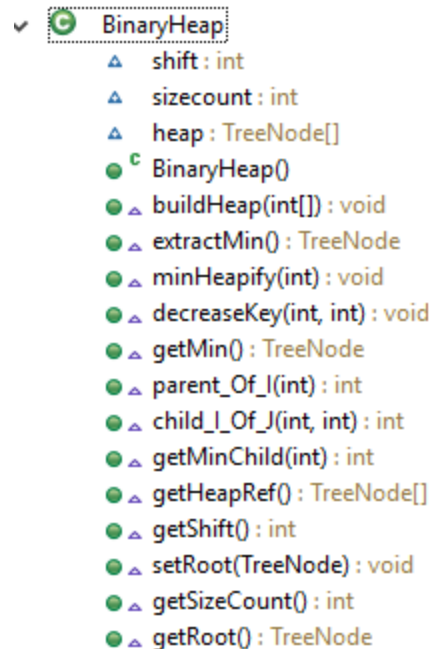 BinaryHeap
shift : int
sizecount : int
heap : TreeNode[]
BinaryHeap()
buildHeap(int[]) : void
extractMin() : TreeNode
minHeapify(int) : void
decreaseKey(int, int) : void
getMin() : TreeNode
parent_Of_I(int) : int
child_I_Of_J(int, int) : int
getMinChild(int) : int
getHeapRef() : TreeNode[]
getShift() : int
setRoot(TreeNode) : void
getSizeCount() : int
getRoot() : TreeNode